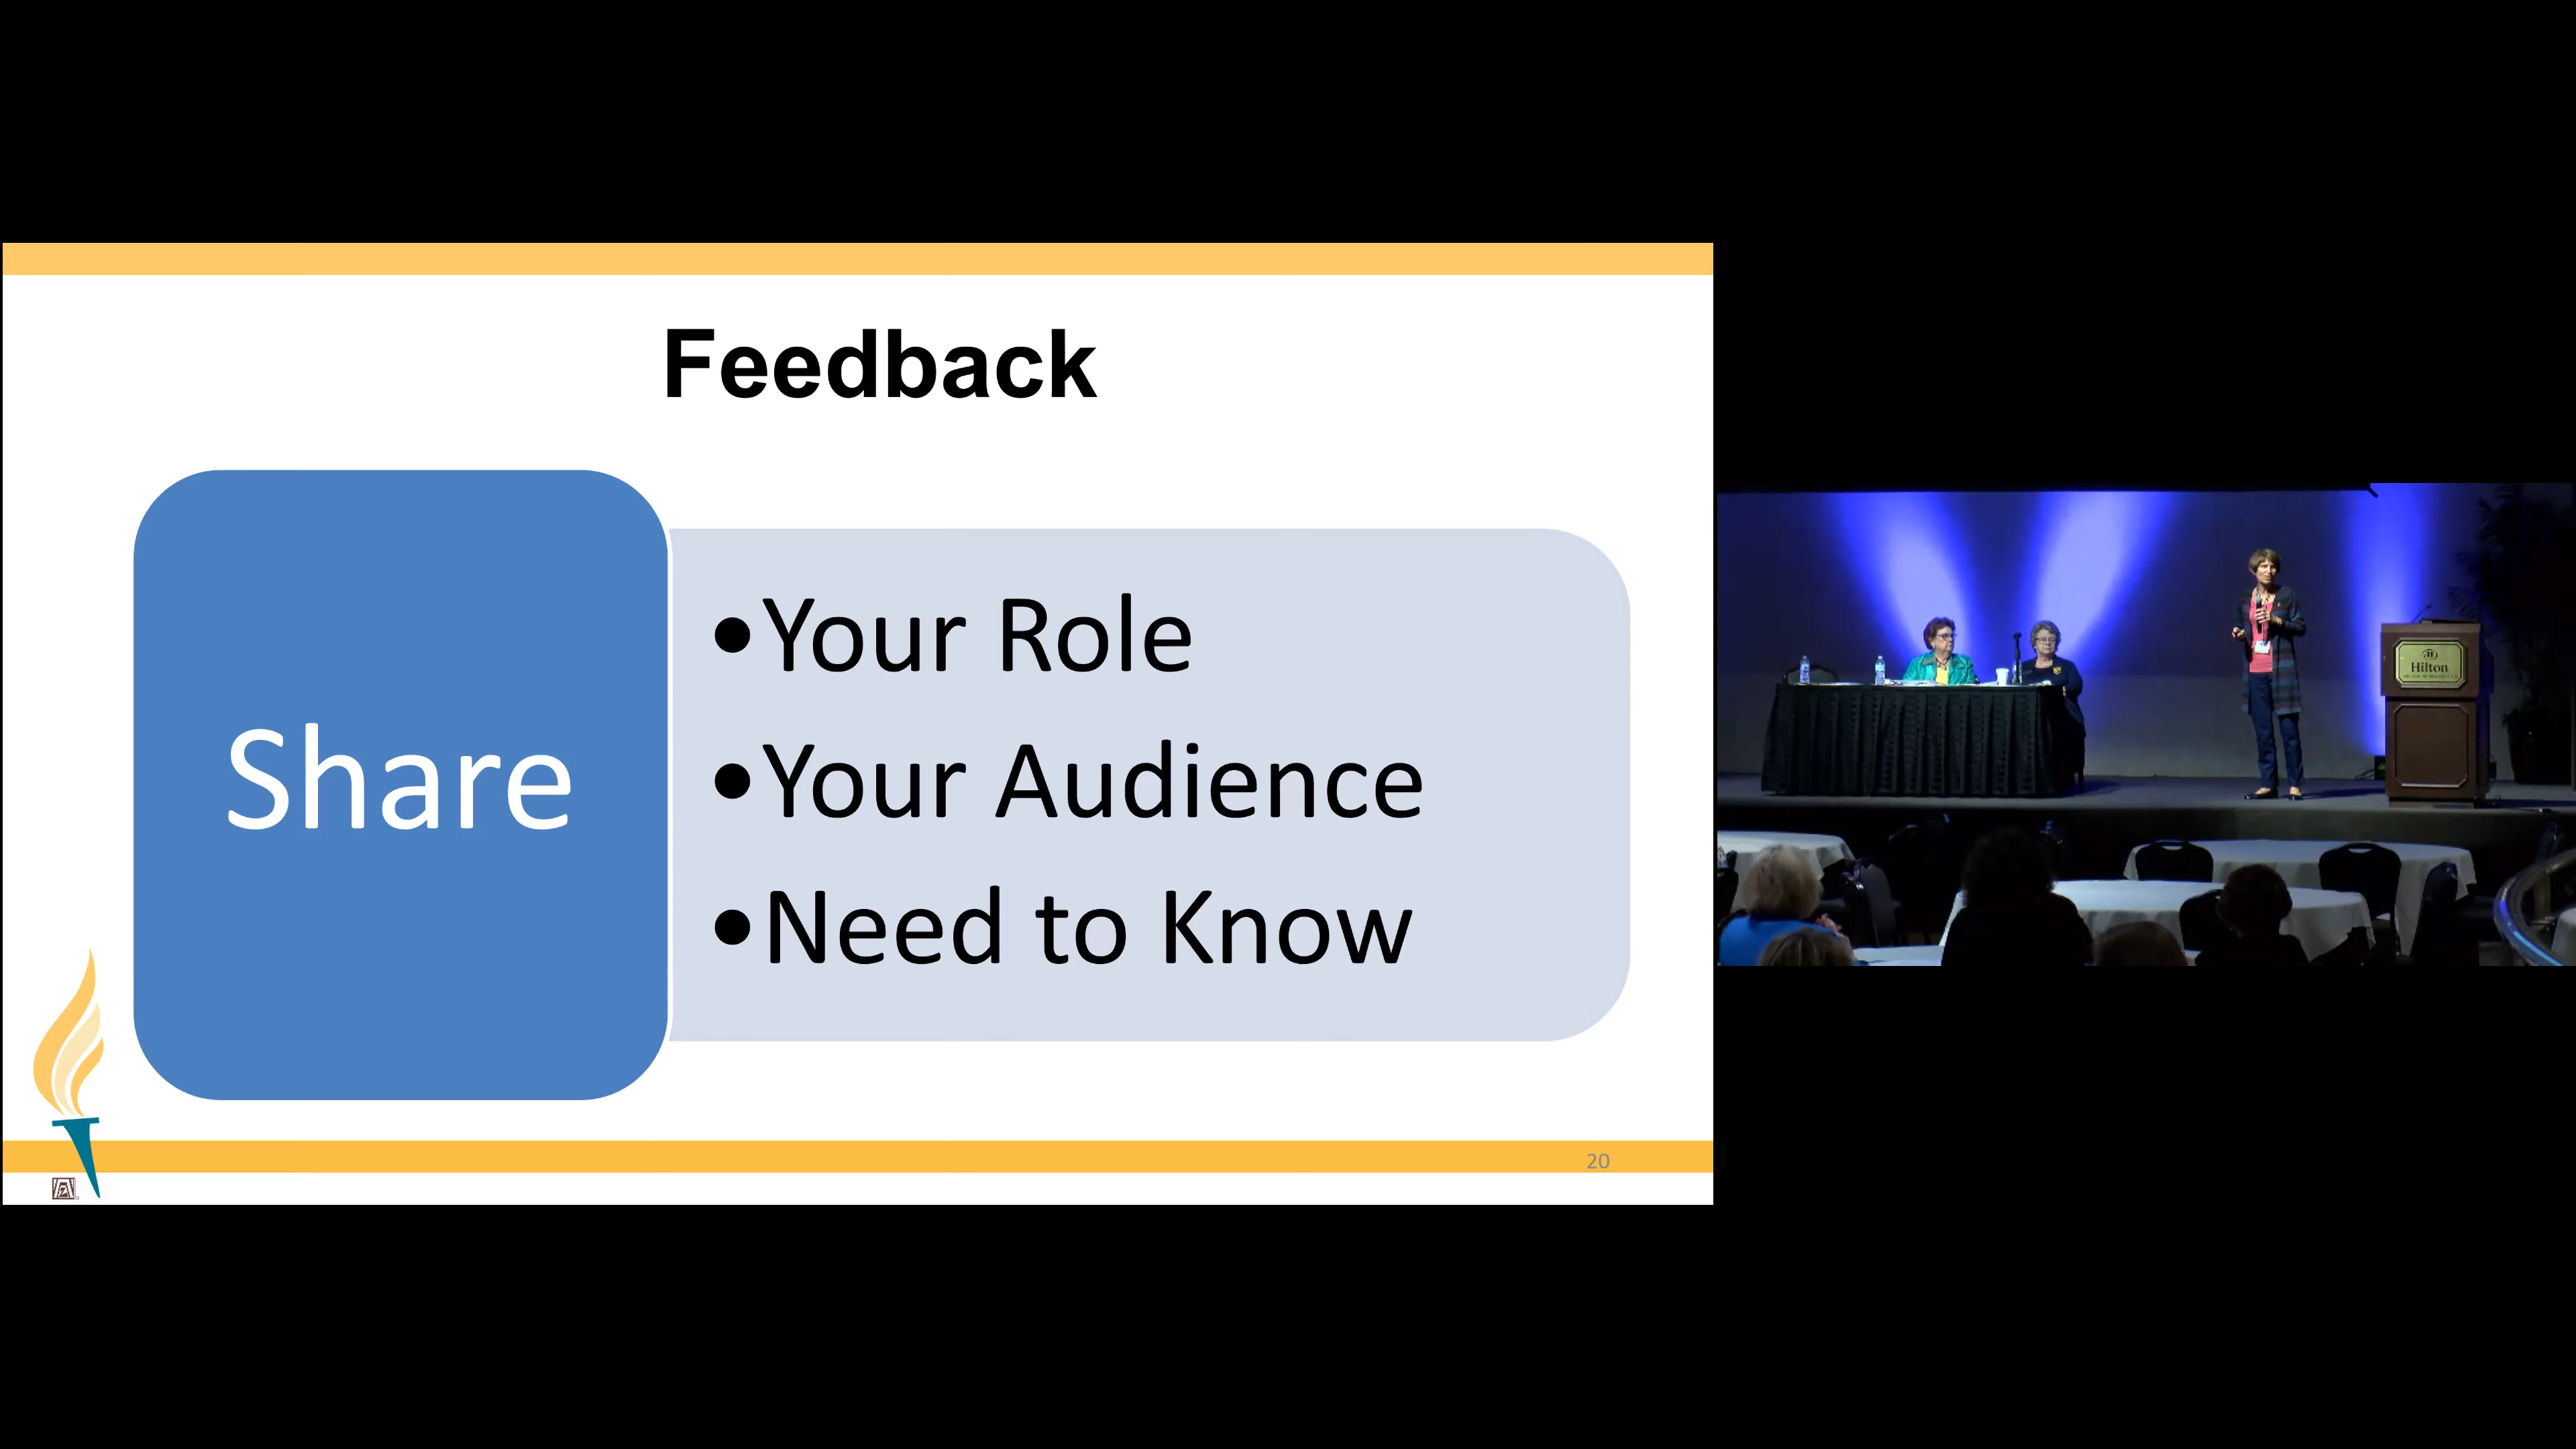 Feedback
Share
•Your Role
•Your Audience
•Need to Know
20
Hilton